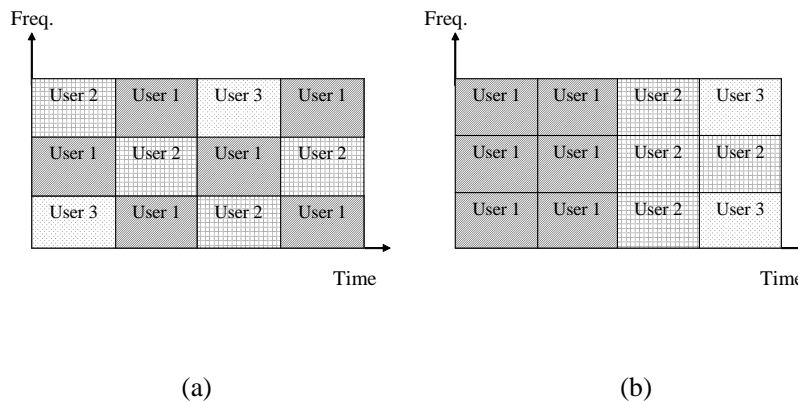 Freq.
User 2 User 1 User 3 User 1
User 1 User 2 User 1 User 2
User 3 User 1 User 2 User 1
Time
(a)
Freq.
User 1 User 1 User 2 User 3
User 1 User 1 User 2 User 2
User 1 User 1 User 2 User 3
Time
(b)